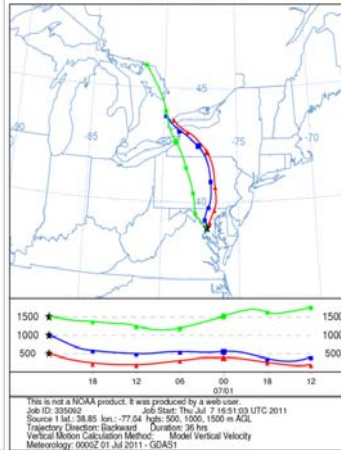 45
-90
-85
-80
-75
-70
40
1500
1500
1000
1000
500
500
18 12 06 00 18 12
07/01
This is not a NOAA product. It was produced by a web user.
Job ID: 335092 Job Start: Thu Jul 7 16:51:03 UTC 2011
Source 1 lat.: 38.85 lon.: -77.04 hgts: 500, 1000, 1500 m AGL
Trajectory Direction: Backward Duration: 36 hrs
Vertical Motion Calculation Method: Model Vertical Velocity
Meteorology: 0000Z 01 Jul 2011 - GDAS1